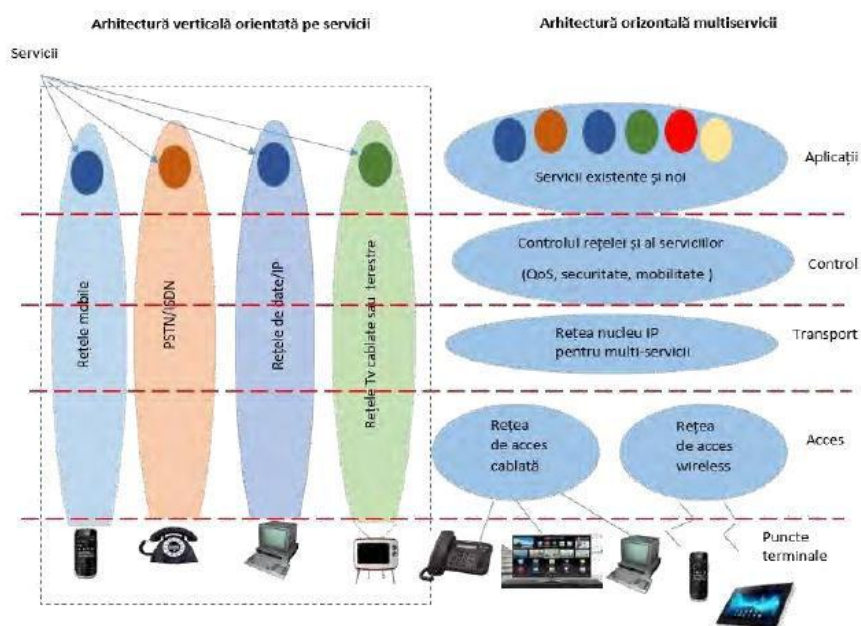 Arhitectură verticală orientată pe servicii
Arhitectură orizontală multiservicii
Servicii
Rețele mobile
PSTN/ISDN
Rețele de date/IP
Rețele Tv cablate sau terestre
Servicii existente și noi
Aplicații
Controlul rețelei și al serviciilor
(QoS, securitate, mobilitate )
Control
Rețea nucleu IP
pentru multi-servicii
Transport
Rețea
de acces
cablată
Rețea
de acces
wireless
Acces
Puncte
terminale